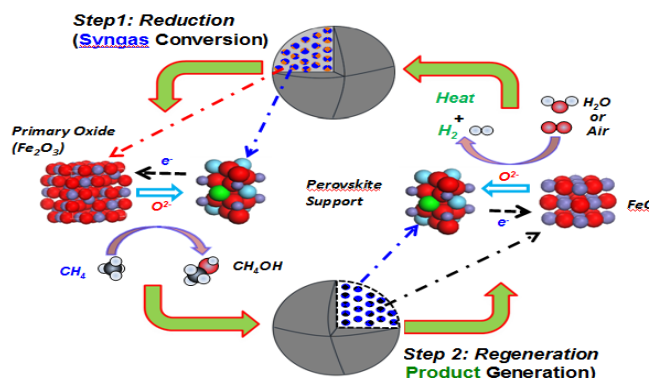 Step1: Reduction
(Syngas Conversion)
Heat
+
H₂
H₂O
or
Air
Primary Oxide
(Fe₂O₃)
e⁻
O²⁻
Perovskite
Support
O²⁻
e⁻
FeO
CH₄
CH₄OH
Step 2: Regeneration
Product Generation)